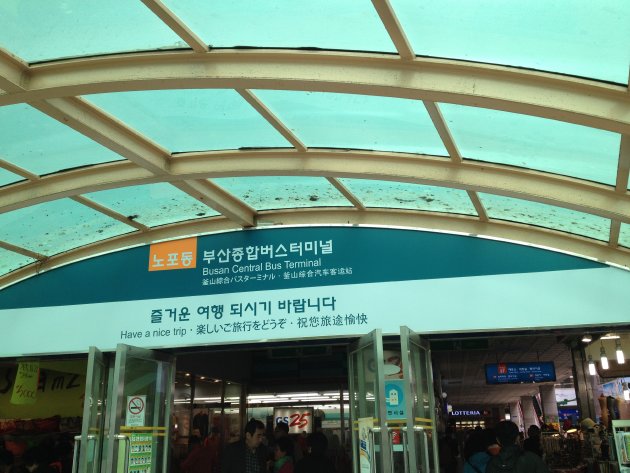 노포동 부산종합버스터미널
Busan Central Bus Terminal
釜山綜合バスターミナル · 釜山綜合汽车客运站
즐거운 여행 되시기 바랍니다
Have a nice trip · 楽しいご旅行をどうぞ · 祝您旅途愉快
GS25
LOTTERIA